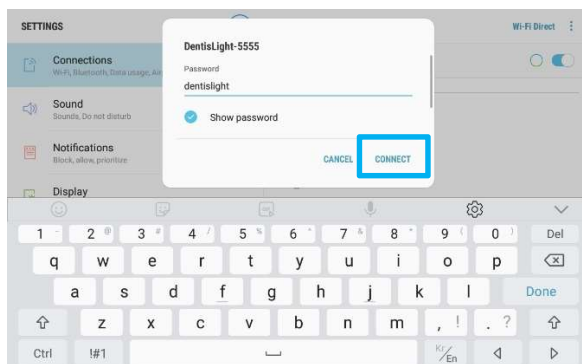 SETTINGS
Wi-Fi Direct
Connections
Wi-Fi, Bluetooth, Data usage, Air
Sound
Sounds, Do not disturb
Notifications
Block, allow, prioritize
Display
DentisLight-5555
Password
dentislight
Show password
CANCEL CONNECT
1 - 2 @ 3 # 4 / 5 % 6 ^ 7 & 8 * 9 ( 0 ) Del
q w e r t y u i o p
a s d f g h j k l Done
z x c v b n m , ! . ?
Ctrl !#1 Kr/En